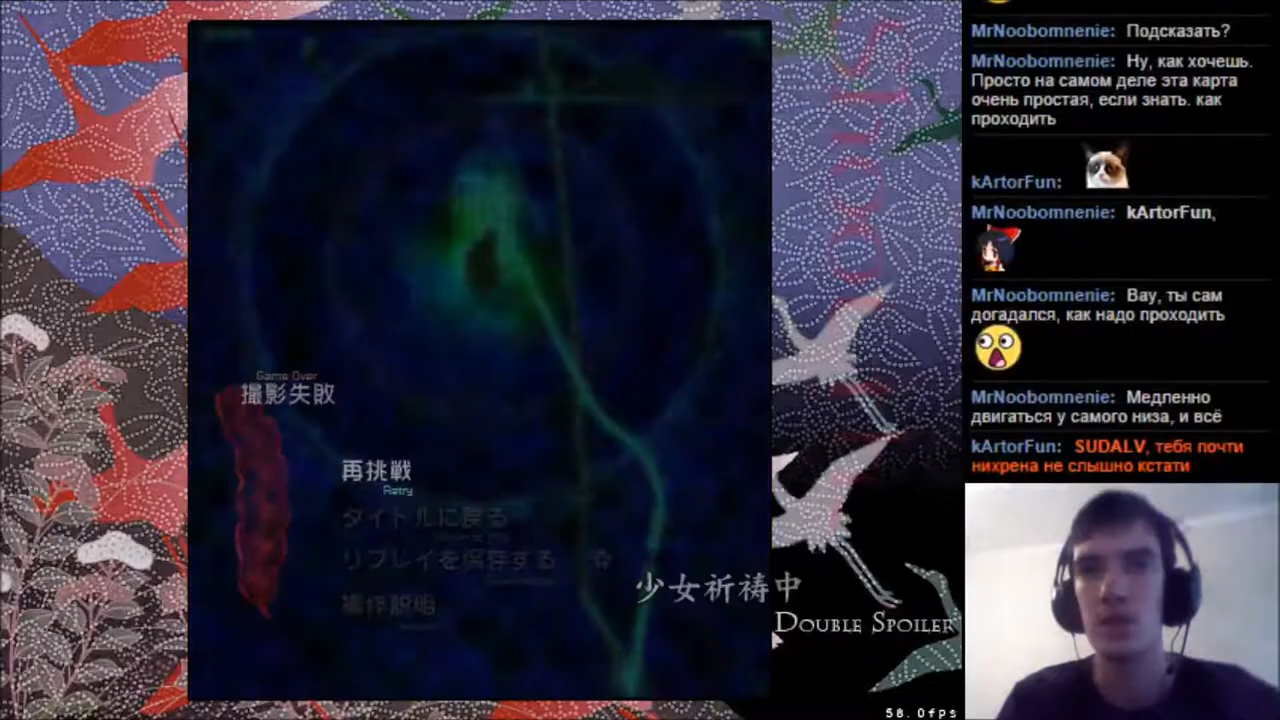 Game Over
撮影失敗
再挑戦
Retry
タイトルに戻る
リプレイを保存する
操作説明
少女祈祷中
DOUBLE SPOILER
58.0fps
MrNoobomnenie: Подсказать?
MrNoobomnenie: Ну, как хочешь.
Просто на самом деле эта карта
очень простая, если знать. как
проходить
kArtorFun:
MrNoobomnenie: kArtorFun,
MrNoobomnenie: Вау, ты сам
догадался, как надо проходить
MrNoobomnenie: Медленно
двигаться у самого низа, и всё
kArtorFun: SUDALV, тебя почти
нихрена не слышно кстати